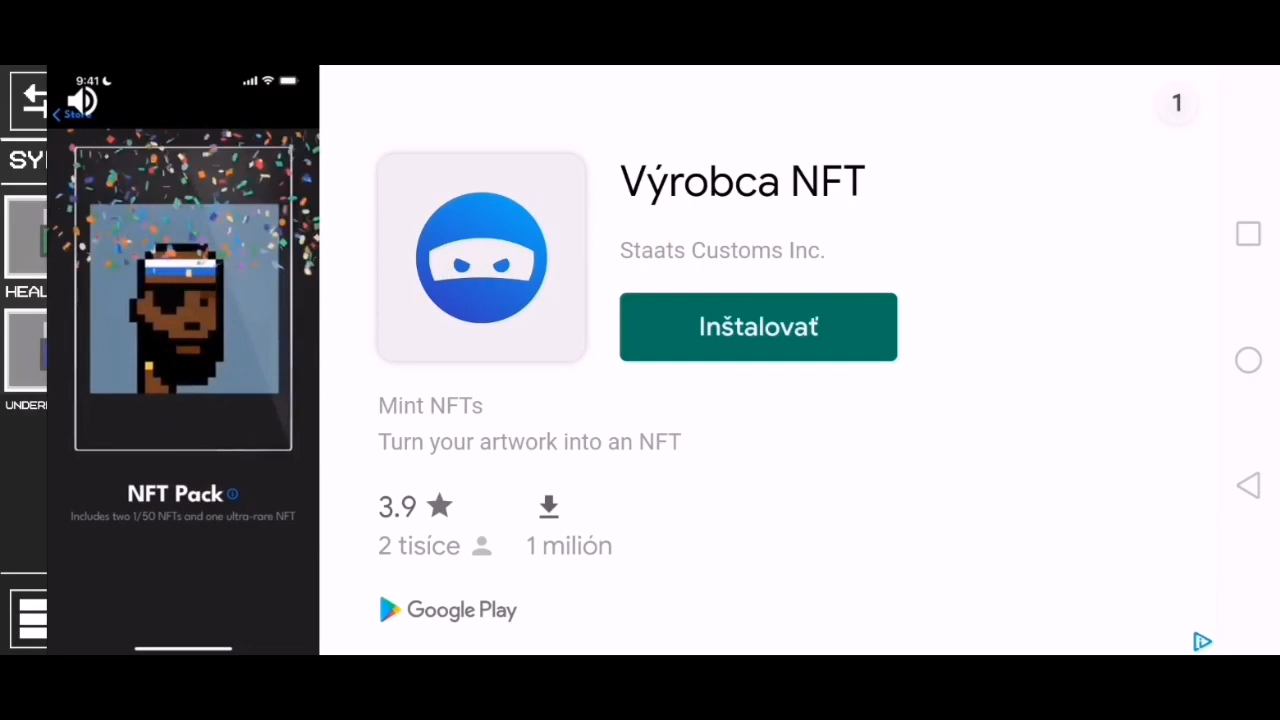 9:41
Store
SY
HEAL
UNDER
NFT Pack
Includes two 1/50 NFTs and one ultra-rare NFT
1
Výrobca NFT
Staats Customs Inc.
Inštalovať
Mint NFTs
Turn your artwork into an NFT
3.9
2 tisíce
1 milión
Google Play